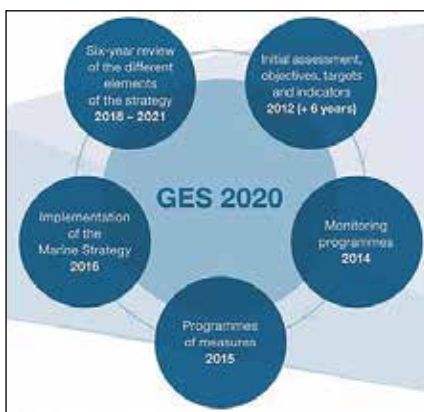 Six-year review
of the different
elements
of the strategy
2018 – 2021
Initial assessment,
objectives, targets
and indicators
2012 (+ 6 years)
GES 2020
Implementation
of the
Marine Strategy
2016
Monitoring
programmes
2014
Programmes
of measures
2015